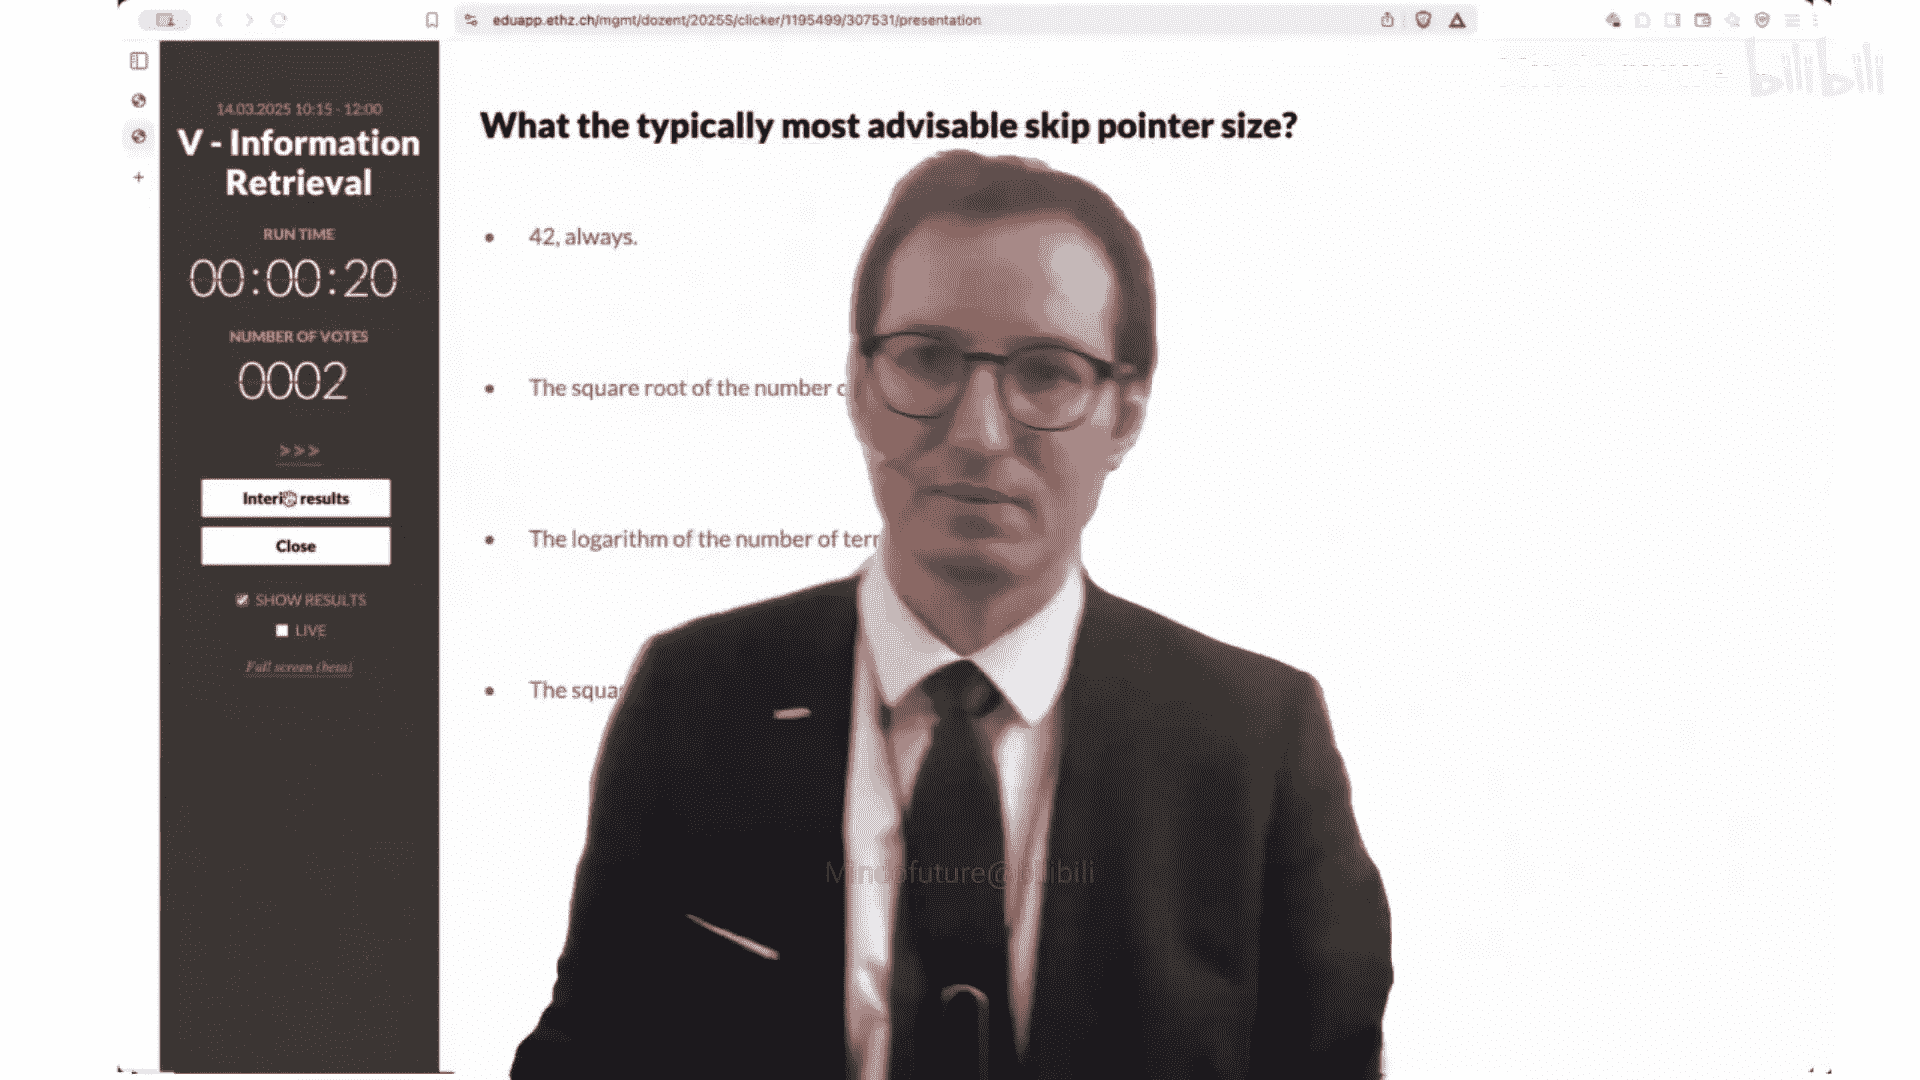 eduapp.ethz.ch/mgmt/dozent/2025S/clicker/1195499/307531/presentation
bilibili
14.03.2025 10:15 - 12:00
V - Information
Retrieval
RUN TIME
00:00:20
NUMBER OF VOTES
0002
>>>
results
Close
SHOW RESULTS
LIVE
Full screen (beta)
What the typically most advisable skip pointer size?
• 42, always.
• The square root of the number
• The logarithm of the number of
• The